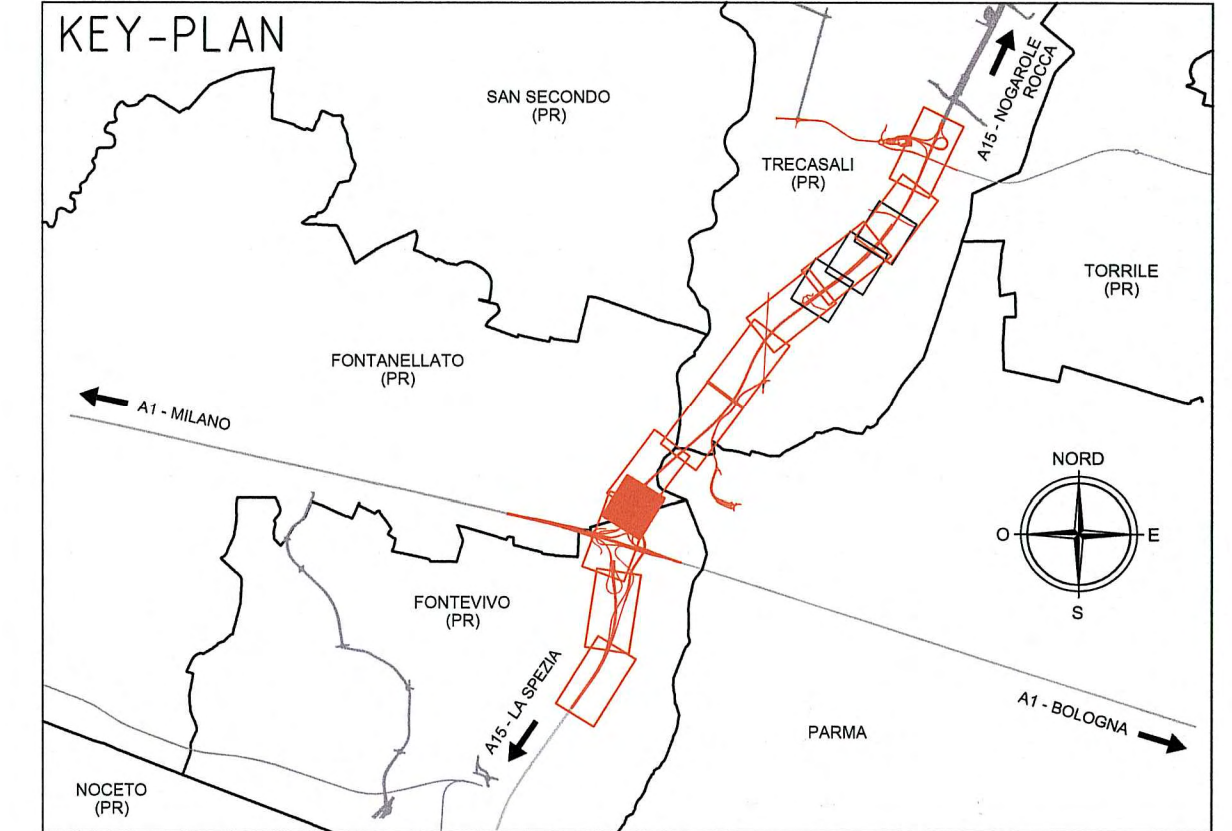 KEY-PLAN
SAN SECONDO
(PR)
A15 - NOGAROLE
ROCCA
TRECASALI
(PR)
TORRILE
(PR)
FONTANELLATO
(PR)
A1 - MILANO
NORD
O
E
S
FONTEVIVO
(PR)
A15 - LA SPEZIA
A1 - BOLOGNA
PARMA
NOCETO
(PR)